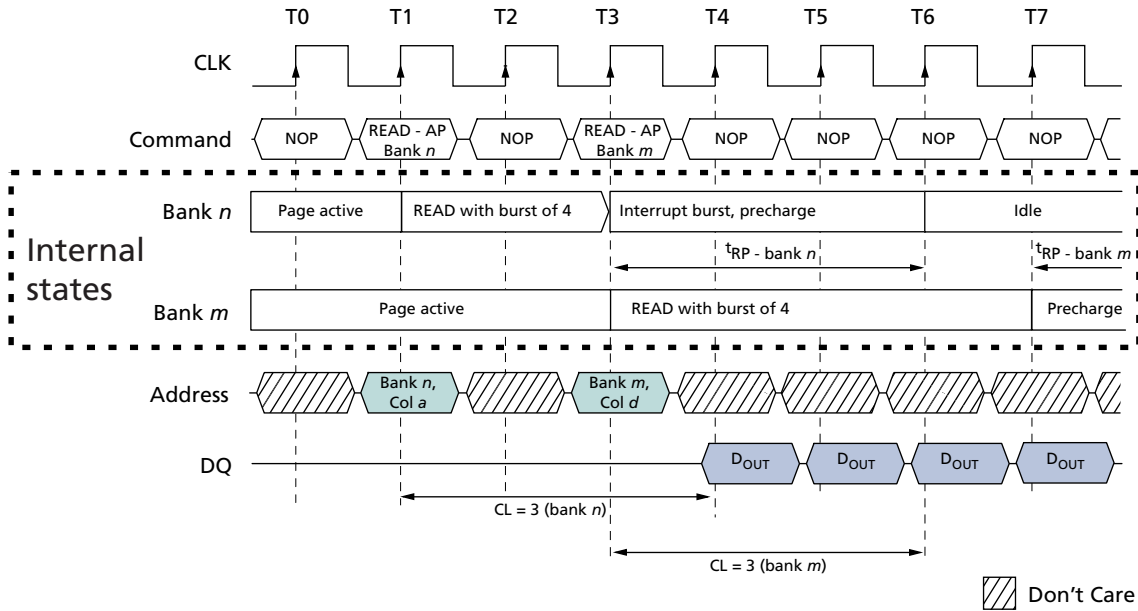 T0 T1 T2 T3 T4 T5 T6 T7
CLK
Command NOP READ - AP Bank n NOP READ - AP Bank m NOP NOP NOP NOP
Bank n Page active READ with burst of 4 Interrupt burst, precharge Idle
Internal states
tRP - bank n tRP - bank m
Bank m Page active READ with burst of 4 Precharge
Address Bank n, Col a Bank m, Col d
DQ DOUT DOUT DOUT DOUT
CL = 3 (bank n)
CL = 3 (bank m)
Don't Care